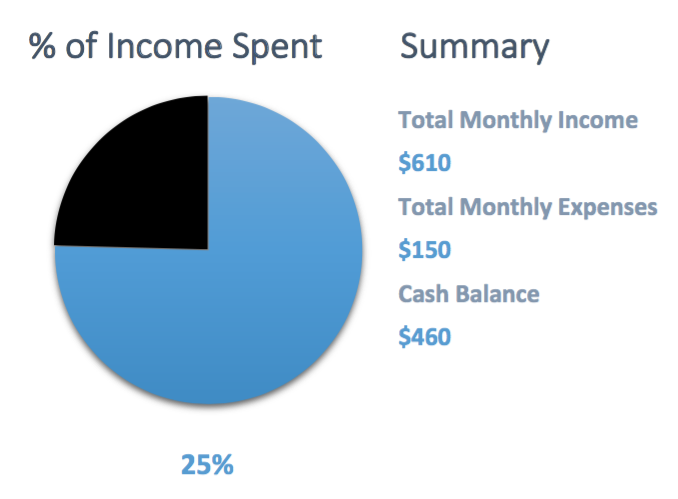 % of Income Spent
25%
Summary
Total Monthly Income
$610
Total Monthly Expenses
$150
Cash Balance
$460